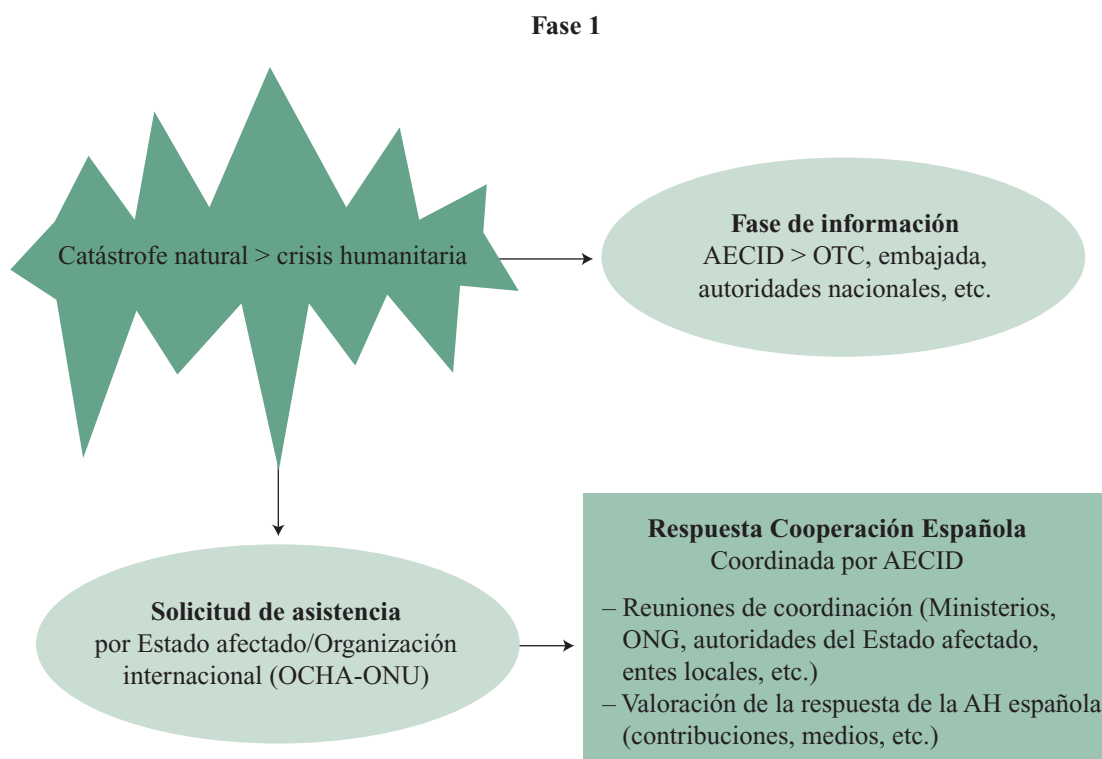 Fase 1
Catástrofe natural > crisis humanitaria
Fase de información
AECID > OTC, embajada,
autoridades nacionales, etc.
Solicitud de asistencia
por Estado afectado/Organización
internacional (OCHA-ONU)
Respuesta Cooperación Española
Coordinada por AECID
– Reuniones de coordinación (Ministerios,
ONG, autoridades del Estado afectado,
entes locales, etc.)
– Valoración de la respuesta de la AH española
(contribuciones, medios, etc.)